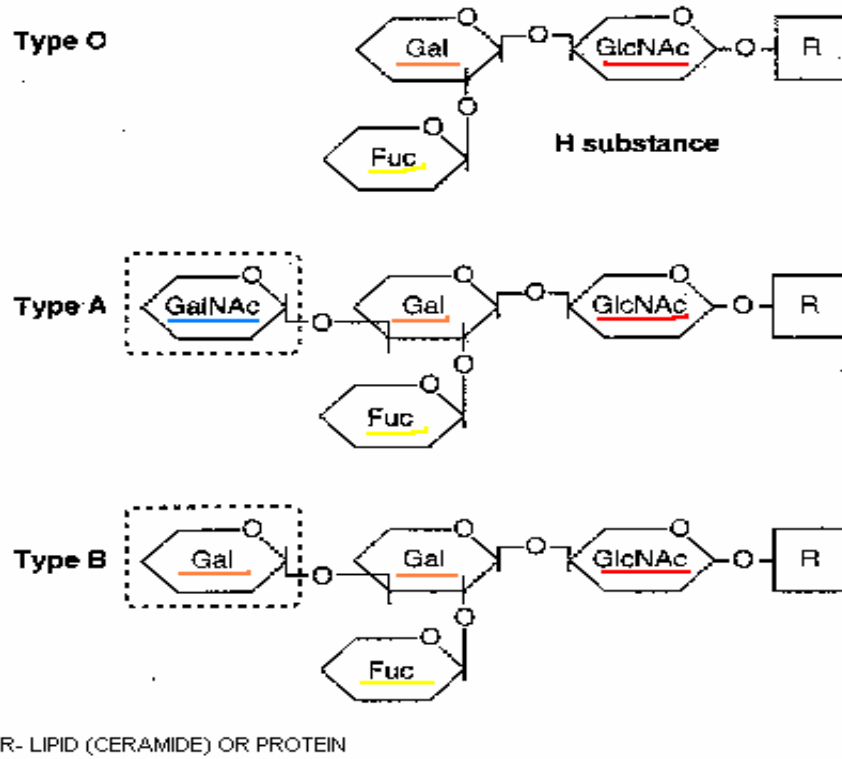 Type O Gal O GlcNAc O R
O
Fuc H substance
Type A GalNAc O Gal O GlcNAc O R
O
Fuc
Type B Gal O Gal O GlcNAc O R
O
Fuc
R- LIPID (CERAMIDE) OR PROTEIN